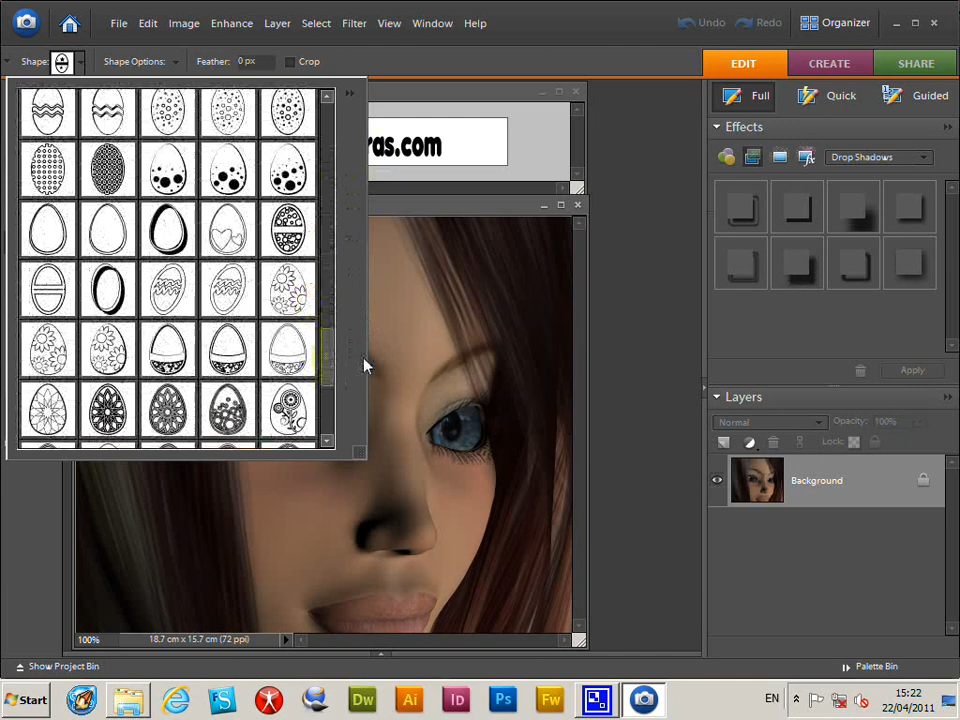 File Edit Image Enhance Layer Select Filter View Window Help Undo Redo Organizer
Shape: Shape Options: Feather: 0 px Crop EDIT CREATE SHARE
Full Quick 1 Guided
Effects
ras.com
Drop Shadows
Apply
Layers
Normal Opacity: 100%
Lock:
Background
100% 18.7 cm x 15.7 cm (72 ppi)
Show Project Bin Palette Bin
Start FS Dw Ai Id Ps Fw EN 15:22
22/04/2011